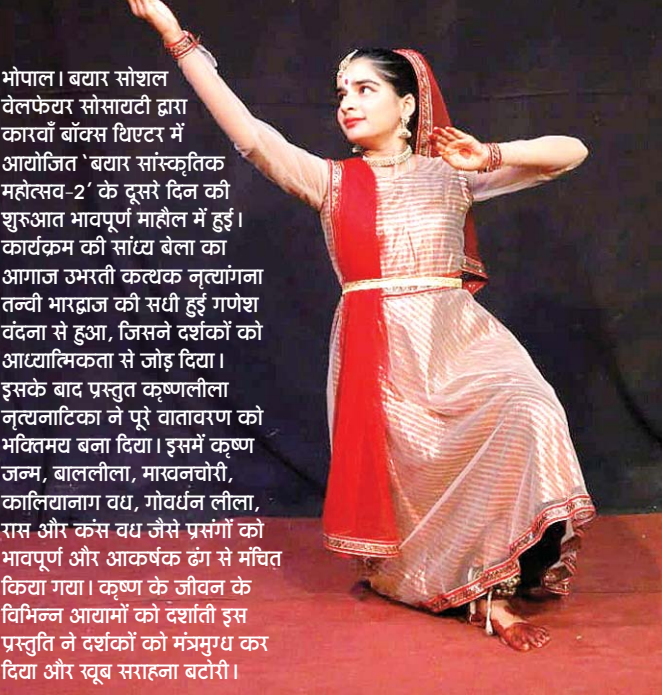 भोपाल। बयार सोशल
वेलफेयर सोसायटी द्वारा
कारवाँ बॉक्स थिएटर में
आयोजित ‘बयार सांस्कृतिक
महोत्सव-2’ के दूसरे दिन की
शुरुआत भावपूर्ण माहौल में हुई।
कार्यक्रम की सांध्य बेला का
आगाज उभरती कत्थक नृत्यांगना
तन्वी भारद्वाज की सधी हुई गणेश
वंदना से हुआ, जिसने दर्शकों को
आध्यात्मिकता से जोड़ दिया।
इसके बाद प्रस्तुत कृष्णलीला
नृत्यनाटिका ने पूरे वातावरण को
भक्तिमय बना दिया। इसमें कृष्ण
जन्म, बाललीला, माखनचोरी,
कालियानाग वध, गोवर्धन लीला,
रास और कंस वध जैसे प्रसंगों को
भावपूर्ण और आकर्षक ढंग से मंचित
किया गया। कृष्ण के जीवन के
विभिन्न आयामों को दर्शाती इस
प्रस्तुति ने दर्शकों को मंत्रमुग्ध कर
दिया और खूब सराहना बटोरी।